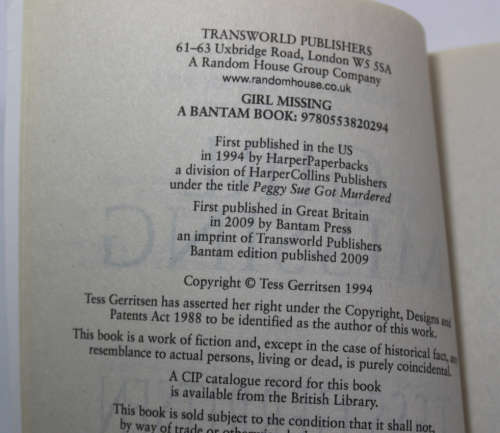 TRANSWORLD PUBLISHERS
61–63 Uxbridge Road, London W5 5SA
A Random House Group Company
www.randomhouse.co.uk
GIRL MISSING
A BANTAM BOOK: 9780553820294
First published in the US
in 1994 by HarperPaperbacks
a division of HarperCollins Publishers
under the title Peggy Sue Got Murdered
First published in Great Britain
in 2009 by Bantam Press
an imprint of Transworld Publishers
Bantam edition published 2009
Copyright © Tess Gerritsen 1994
Tess Gerritsen has asserted her right under the Copyright, Designs and
Patents Act 1988 to be identified as the author of this work.
This book is a work of fiction and, except in the case of historical fact, any
resemblance to actual persons, living or dead, is purely coincidental.
A CIP catalogue record for this book
is available from the British Library.
This book is sold subject to the condition that it shall not,
by way of trade or otherwise,